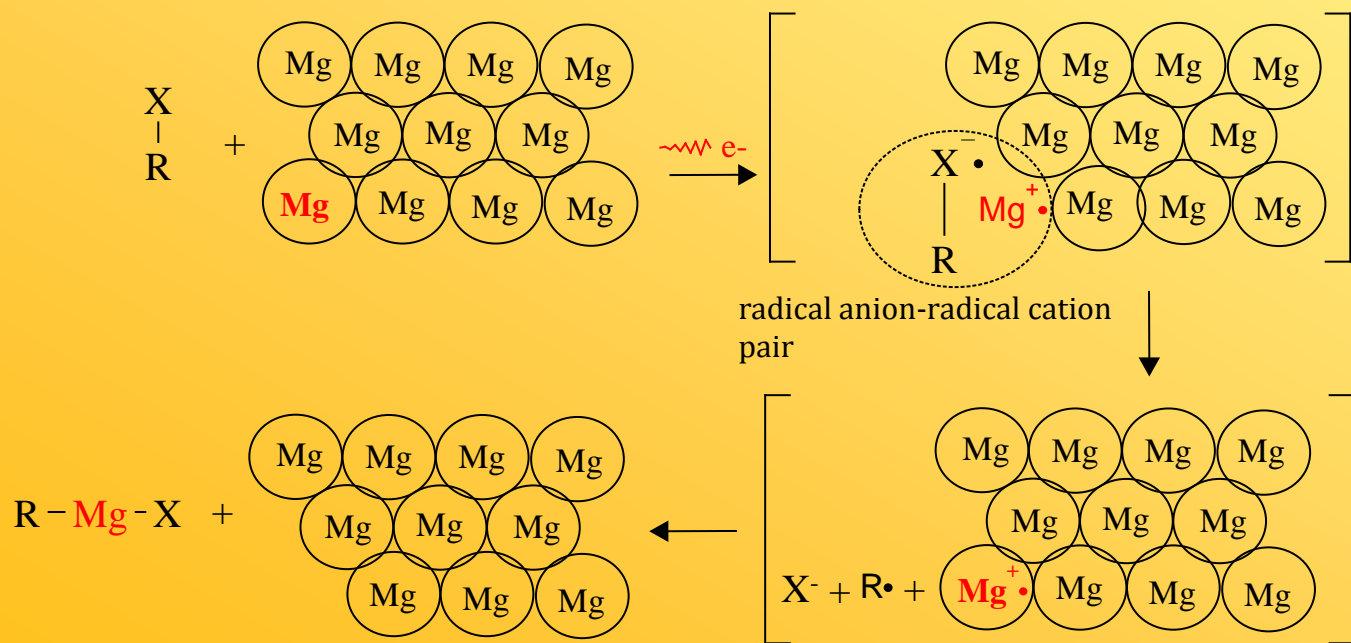 X
R
+
Mg Mg Mg Mg
Mg Mg Mg
Mg Mg Mg Mg
e-
X⁻•
R
Mg⁺•
Mg Mg Mg Mg
Mg Mg Mg
Mg Mg Mg
radical anion-radical cation
pair
R-Mg-X +
Mg Mg Mg Mg
Mg Mg Mg
Mg Mg Mg
X⁻ + R• +
Mg Mg Mg Mg
Mg Mg Mg
Mg⁺• Mg Mg Mg